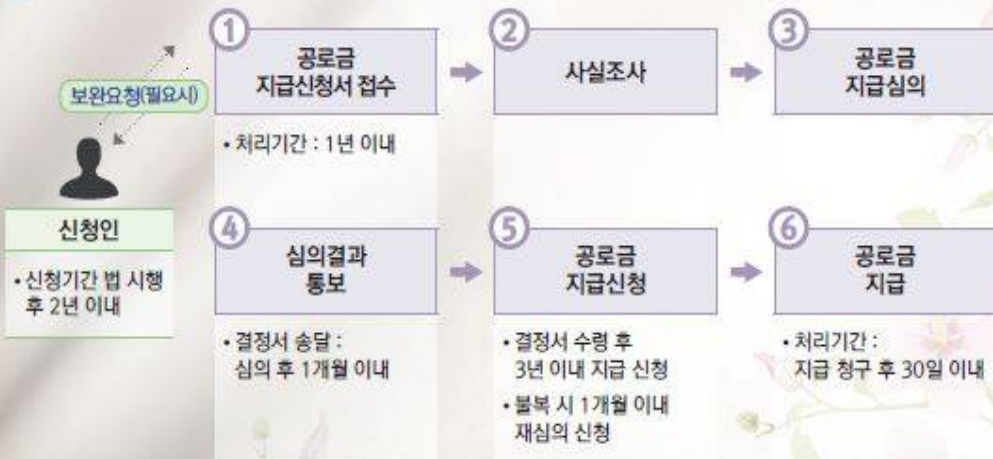 ①
공로금
지급신청서 접수
• 처리기간 : 1년 이내
②
사실조사
③
공로금
지급심의
보완요청(필요시)
신청인
• 신청기간 법 시행
후 2년 이내
④
심의결과
통보
• 결정서 송달 :
심의 후 1개월 이내
⑤
공로금
지급신청
• 결정서 수령 후
3년 이내 지급 신청
• 불복 시 1개월 이내
재심의 신청
⑥
공로금
지급
• 처리기간 :
지급 청구 후 30일 이내